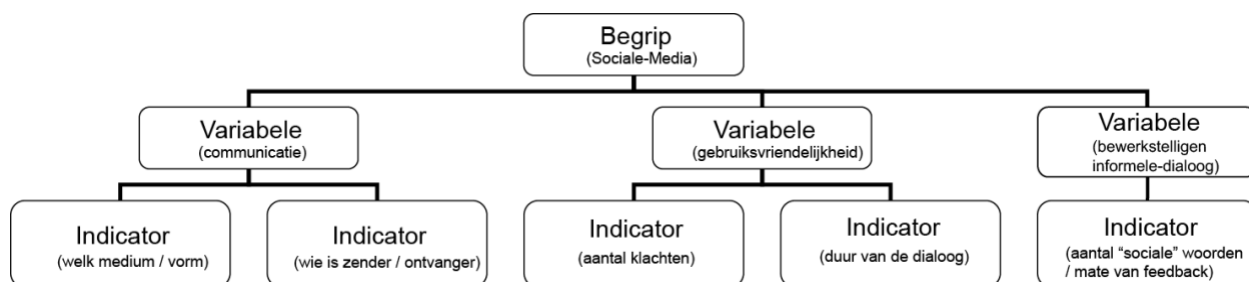 Begrip
(Sociale-Media)
Variabele
(communicatie)
Variabele
(gebruiksvriendelijkheid)
Variabele
(bewerkstelligen
informele-dialoog)
Indicator
(welk medium / vorm)
Indicator
(wie is zender / ontvanger)
Indicator
(aantal klachten)
Indicator
(duur van de dialoog)
Indicator
(aantal “sociale” woorden
/ mate van feedback)